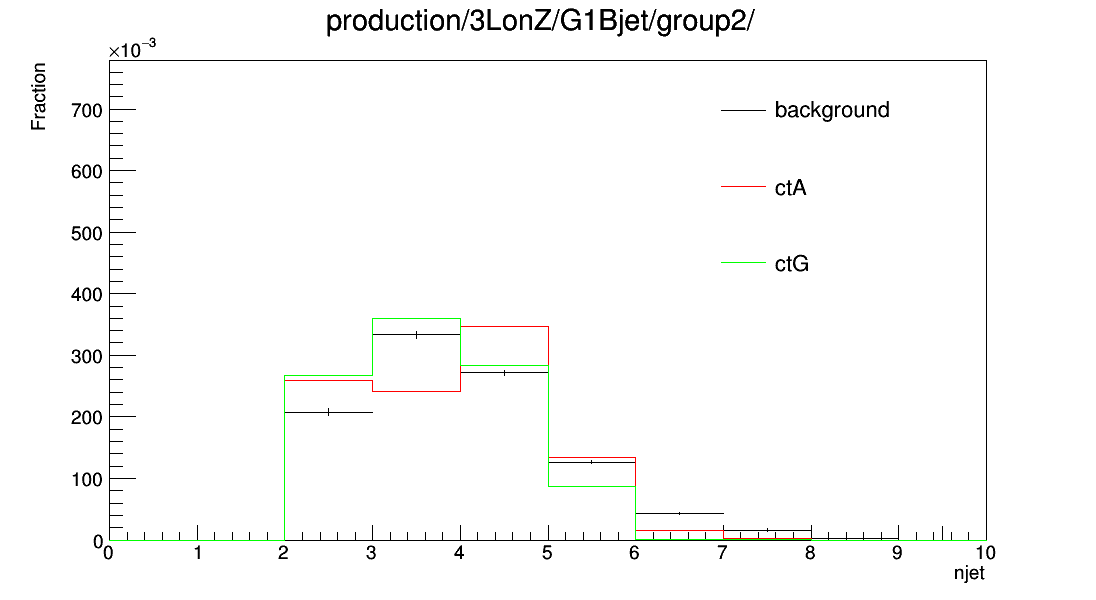 production/3LonZ/G1Bjet/group2/
×10⁻³
Fraction
700
600
500
400
300
200
100
0
background
ctA
ctG
0 1 2 3 4 5 6 7 8 9 10
njet